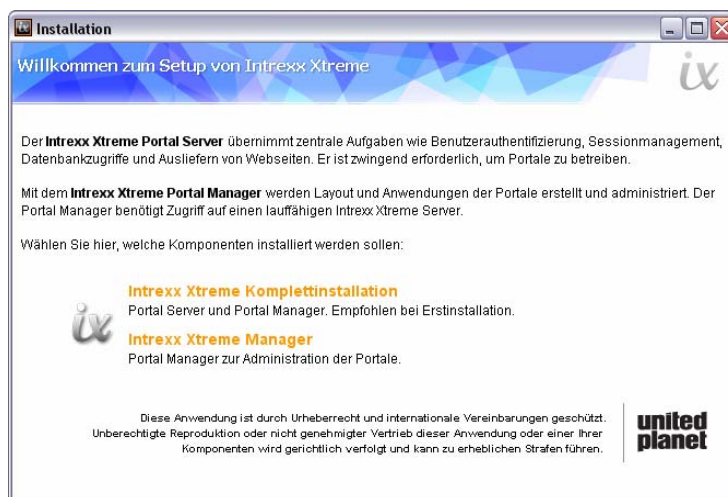 Installation
Willkommen zum Setup von Intrexx Xtreme
ix
Der Intrexx Xtreme Portal Server übernimmt zentrale Aufgaben wie Benutzerauthentifizierung, Sessionmanagement,
Datenbankzugriffe und Ausliefern von Webseiten. Er ist zwingend erforderlich, um Portale zu betreiben.
Mit dem Intrexx Xtreme Portal Manager werden Layout und Anwendungen der Portale erstellt und administriert. Der
Portal Manager benötigt Zugriff auf einen lauffähigen Intrexx Xtreme Server.
Wählen Sie hier, welche Komponenten installiert werden sollen:
Intrexx Xtreme Komplettinstallation
Portal Server und Portal Manager. Empfohlen bei Erstinstallation.
ix
Intrexx Xtreme Manager
Portal Manager zur Administration der Portale.
Diese Anwendung ist durch Urheberrecht und internationale Vereinbarungen geschützt.
Unberechtigte Reproduktion oder nicht genehmigter Vertrieb dieser Anwendung oder einer Ihrer
Komponenten wird gerichtlich verfolgt und kann zu erheblichen Strafen führen.
united
planet